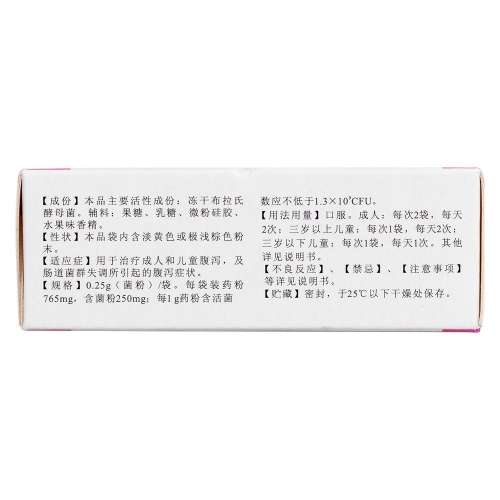 【成份】本品主要活性成份：冻干布拉氏
酵母菌。辅料：果糖、乳糖、微粉硅胶、
水果味香精。
【性状】本品袋内含淡黄色或极浅棕色粉
末。
【适应症】用于治疗成人和儿童腹泻，及
肠道菌群失调所引起的腹泻症状。
【规格】0.25g（菌粉）/袋。每袋装药粉
765mg，含菌粉250mg；每1g药粉含活菌
数应不低于1.3×10⁹CFU。
【用法用量】口服。成人：每次2袋，每天
2次；三岁以上儿童：每次1袋，每天2次；
三岁以下儿童：每次1袋，每天1次。其他
详见说明书。
【不良反应】、【禁忌】、【注意事项】
等详见说明书。
【贮藏】密封，于25℃以下干燥处保存。